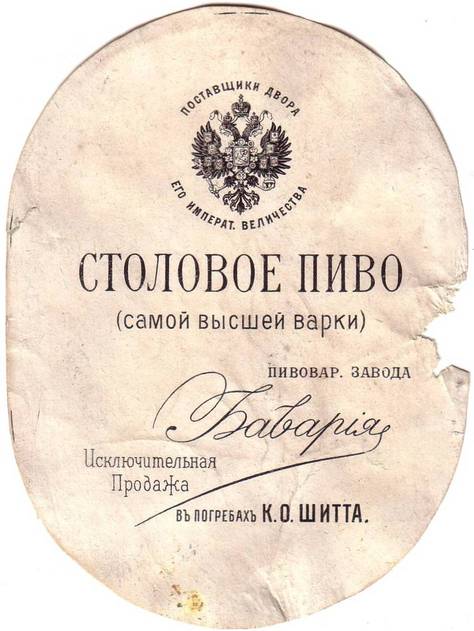 ПОСТАВЩИКИ ДВОРА
ЕГО ИМПЕРАТ. ВЕЛИЧЕСТВА
СТОЛОВОЕ ПИВО
(САМОЙ ВЫСШЕЙ ВАРКИ)
ПИВОВАР. ЗАВОДА
Баварія
Исключительная
Продажа
ВЪ ПОГРЕБАХЪ К.О. ШИТТА.